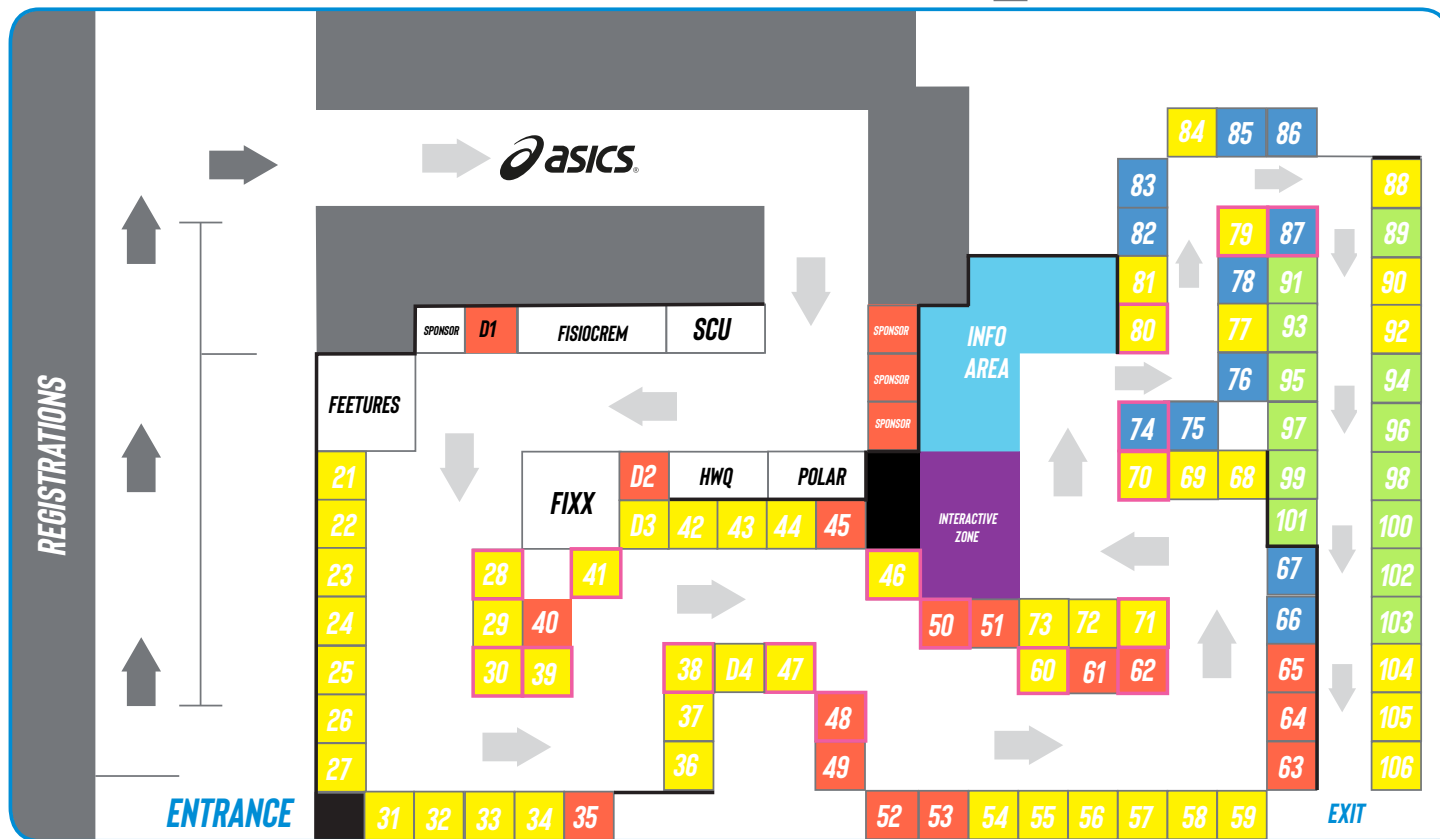 asics®
84 85 86
83
88
82
79 87
89
81
78 91
90
SPONSOR D1 FISIOCREM SCU
SPONSOR
INFO
AREA
80
77 93
92
REGISTRATIONS
FEETURES
SPONSOR
76 95
94
SPONSOR
74 75
97
96
21
FIXX
D2 HWQ POLAR
70 69 68
99
98
22
D3 42 43 44 45
INTERACTIVE
ZONE
101
100
23
28 41
46
67
102
24
29 40
50 51 73 72 71
66
103
25
30 39
38 D4 47
60 61 62
65
104
26
37
48
64
105
27
36
49
63
106
ENTRANCE
31 32 33 34 35
52 53 54 55 56 57 58 59
EXIT